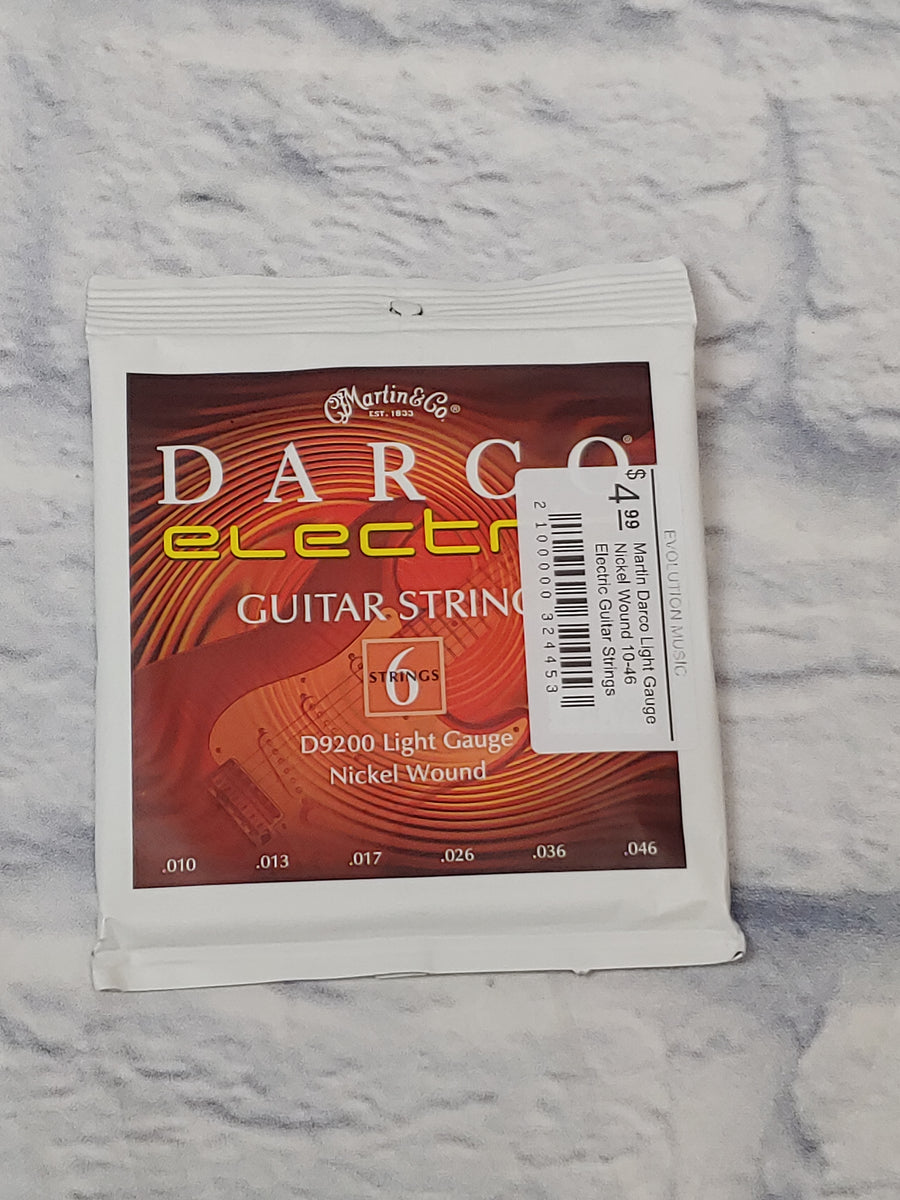 Martin & Co.®
EST. 1833
DARCO®
electr
GUITAR STRING
6
STRINGS
D9200 Light Gauge
Nickel Wound
.010 .013 .017 .026 .036 .046
EVOLUTION MUSIC
Martin Darco Light Gauge
Nickel Wound 10-46
Electric Guitar Strings
$4.99
2 100000 324453